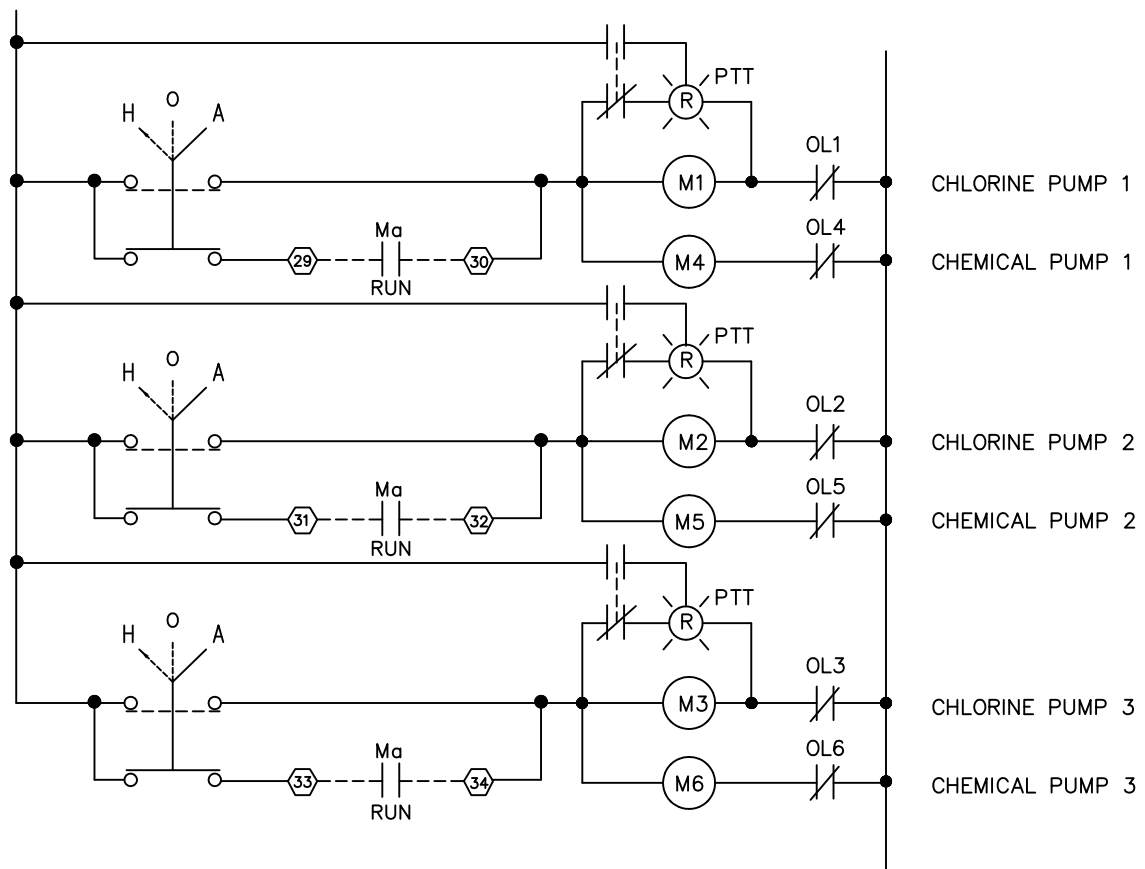 PTT
R
O
H A
OL1
M1 CHLORINE PUMP 1
Ma
OL4
29 30 M4 CHEMICAL PUMP 1
RUN
PTT
R
O
H A
OL2
M2 CHLORINE PUMP 2
Ma
OL5
31 32 M5 CHEMICAL PUMP 2
RUN
PTT
R
O
H A
OL3
M3 CHLORINE PUMP 3
Ma
OL6
33 34 M6 CHEMICAL PUMP 3
RUN